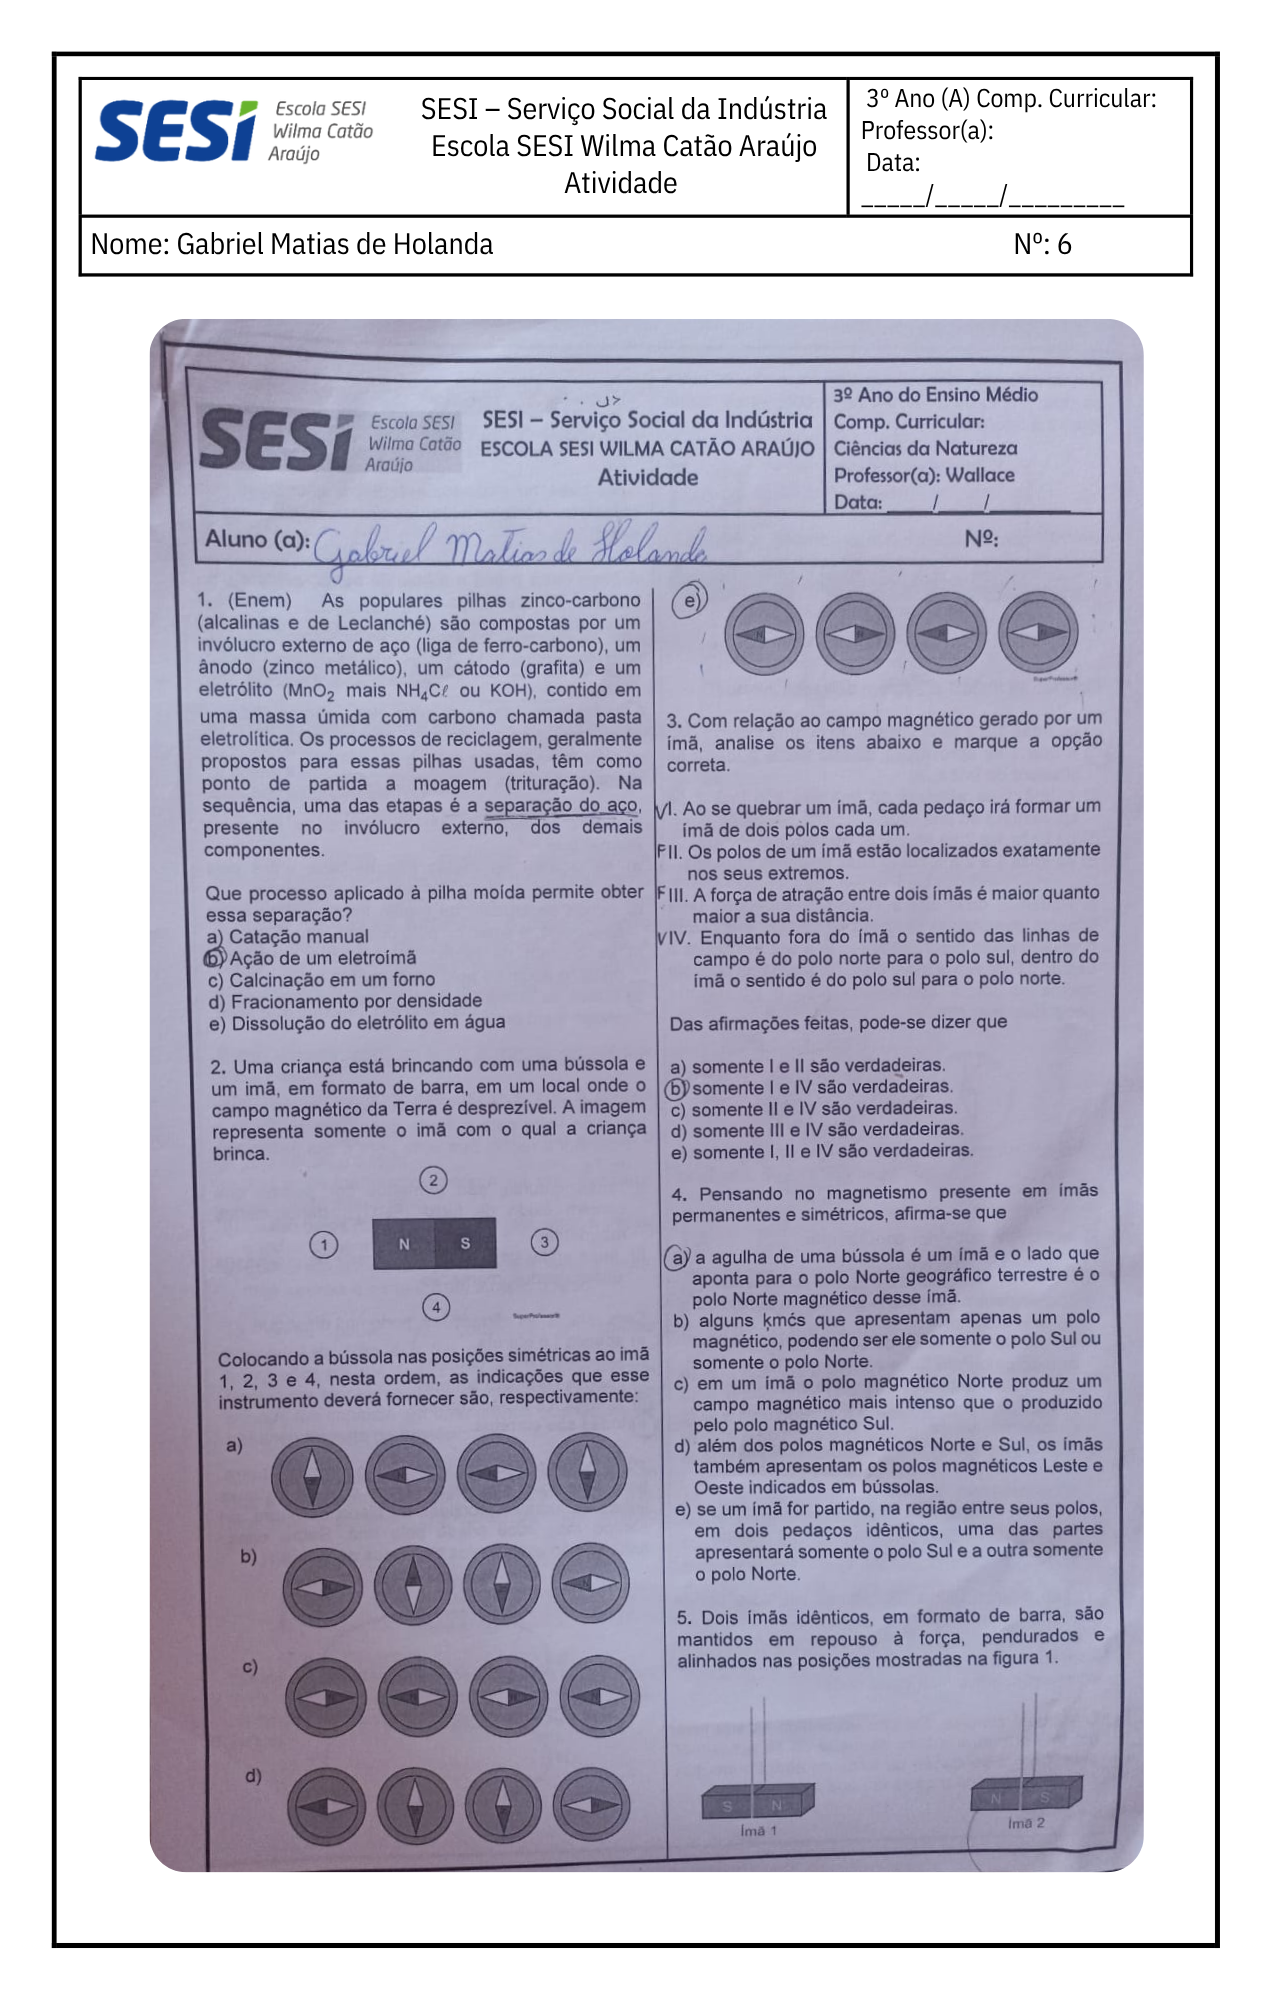 SESI
Escola SESI
Wilma Catão
Araújo
SESI – Serviço Social da Indústria
Escola SESI Wilma Catão Araújo
Atividade
3º Ano (A) Comp. Curricular:
Professor(a):
Data:
_____/_____/_________
Nome: Gabriel Matias de Holanda Nº: 6
SESI
Escola SESI
Wilma Catão
Araújo
SESI – Serviço Social da Indústria
ESCOLA SESI WILMA CATÃO ARAÚJO
Atividade
3º Ano do Ensino Médio
Comp. Curricular:
Ciências da Natureza
Professor(a): Wallace
Data: ____/____/_______
Aluno (a): Gabriel Matias de Holanda Nº:
1. (Enem) As populares pilhas zinco-carbono
(alcalinas e de Leclanché) são compostas por um
invólucro externo de aço (liga de ferro-carbono), um
ânodo (zinco metálico), um cátodo (grafita) e um
eletrólito (MnO₂ mais NH₄Cℓ ou KOH), contido em
uma massa úmida com carbono chamada pasta
eletrolítica. Os processos de reciclagem, geralmente
propostos para essas pilhas usadas, têm como
ponto de partida a moagem (trituração). Na
sequência, uma das etapas é a separação do aço,
presente no invólucro externo, dos demais
componentes.
Que processo aplicado à pilha moída permite obter
essa separação?
a) Catação manual
b) Ação de um eletroímã
c) Calcinação em um forno
d) Fracionamento por densidade
e) Dissolução do eletrólito em água
2. Uma criança está brincando com uma bússola e
um imã, em formato de barra, em um local onde o
campo magnético da Terra é desprezível. A imagem
representa somente o imã com o qual a criança
brinca.
2
1 N S 3
4
SuperProfessor®
Colocando a bússola nas posições simétricas ao imã
1, 2, 3 e 4, nesta ordem, as indicações que esse
instrumento deverá fornecer são, respectivamente:
a)
b)
c)
d)
e)
N N
SuperProfessor®
3. Com relação ao campo magnético gerado por um
ímã, analise os itens abaixo e marque a opção
correta.
V I. Ao se quebrar um ímã, cada pedaço irá formar um
ímã de dois polos cada um.
F II. Os polos de um ímã estão localizados exatamente
nos seus extremos.
F III. A força de atração entre dois ímãs é maior quanto
maior a sua distância.
V IV. Enquanto fora do ímã o sentido das linhas de
campo é do polo norte para o polo sul, dentro do
ímã o sentido é do polo sul para o polo norte.
Das afirmações feitas, pode-se dizer que
a) somente I e II são verdadeiras.
b) somente I e IV são verdadeiras.
c) somente II e IV são verdadeiras.
d) somente III e IV são verdadeiras.
e) somente I, II e IV são verdadeiras.
4. Pensando no magnetismo presente em ímãs
permanentes e simétricos, afirma-se que
a) a agulha de uma bússola é um ímã e o lado que
aponta para o polo Norte geográfico terrestre é o
polo Norte magnético desse ímã.
b) alguns ķmćs que apresentam apenas um polo
magnético, podendo ser ele somente o polo Sul ou
somente o polo Norte.
c) em um ímã o polo magnético Norte produz um
campo magnético mais intenso que o produzido
pelo polo magnético Sul.
d) além dos polos magnéticos Norte e Sul, os ímãs
também apresentam os polos magnéticos Leste e
Oeste indicados em bússolas.
e) se um ímã for partido, na região entre seus polos,
em dois pedaços idênticos, uma das partes
apresentará somente o polo Sul e a outra somente
o polo Norte.
5. Dois ímãs idênticos, em formato de barra, são
mantidos em repouso à força, pendurados e
alinhados nas posições mostradas na figura 1.
S N N S
Ímã 1 Ímã 2